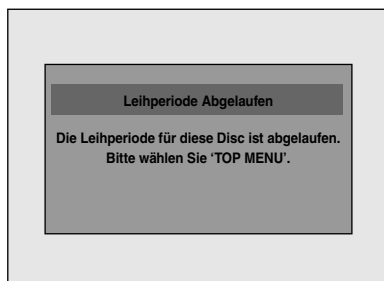 Leihperiode Abgelaufen
Die Leihperiode für diese Disc ist abgelaufen.
Bitte wählen Sie ‘TOP MENU’.